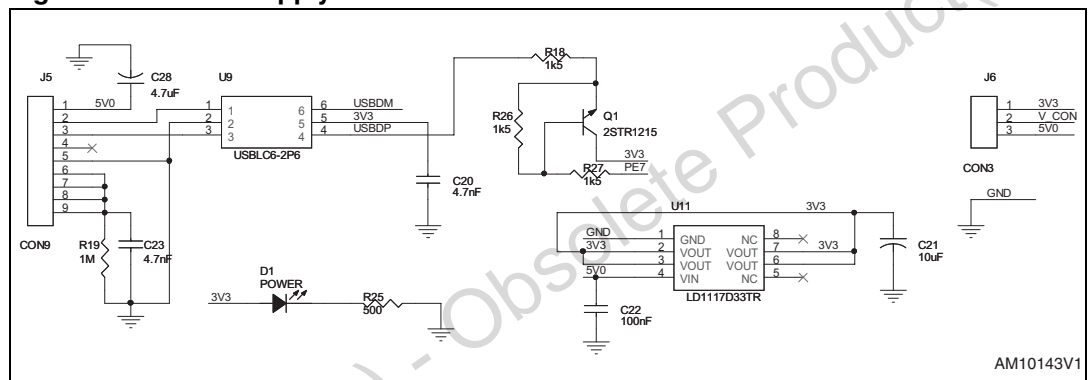 J5
CON9
1
2
3
4
5
6
7
8
9
5V0
C28
4.7uF
U9
1
2
3
1
2
3
6
5
4
6
5
4
USBLC6-2P6
USBDM
3V3
USBDP
C20
4.7nF
R19
1M
C23
4.7nF
D1
POWER
3V3
R25
500
R18
1k5
R26
1k5
Q1
2STR1215
3V3
R27
1k5
PE7
U11
GND
3V3
5V0
1
2
3
4
GND
VOUT
VOUT
VIN
NC
VOUT
VOUT
NC
8
7
6
5
LD1117D33TR
3V3
3V3
C22
100nF
C21
10uF
J6
1
2
3
3V3
V_CON
5V0
CON3
GND
AM10143V1
) - Obsolete Product(